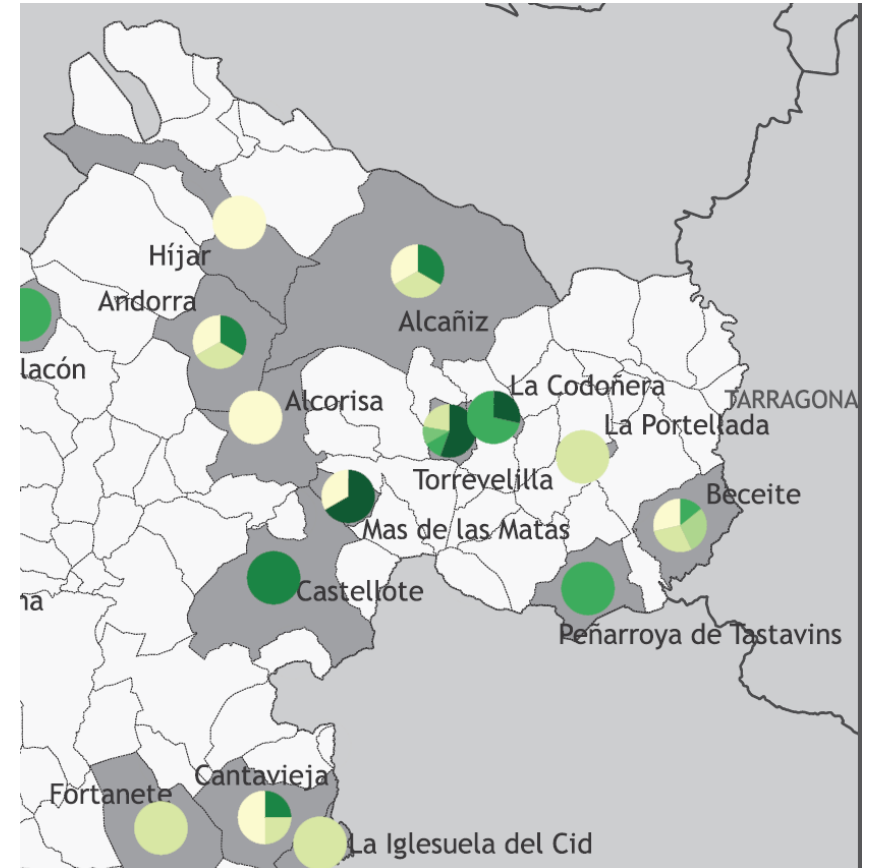 Híjar
Andorra
Alcañiz
lacón
Alcorisa
La Codoñera
TARRAGONA
La Portellada
Torrevelilla
Beceite
Mas de las Matas
Castellote
na
Peñarroya de Tastavins
Cantavieja
Fortanete
La Iglesuela del Cid